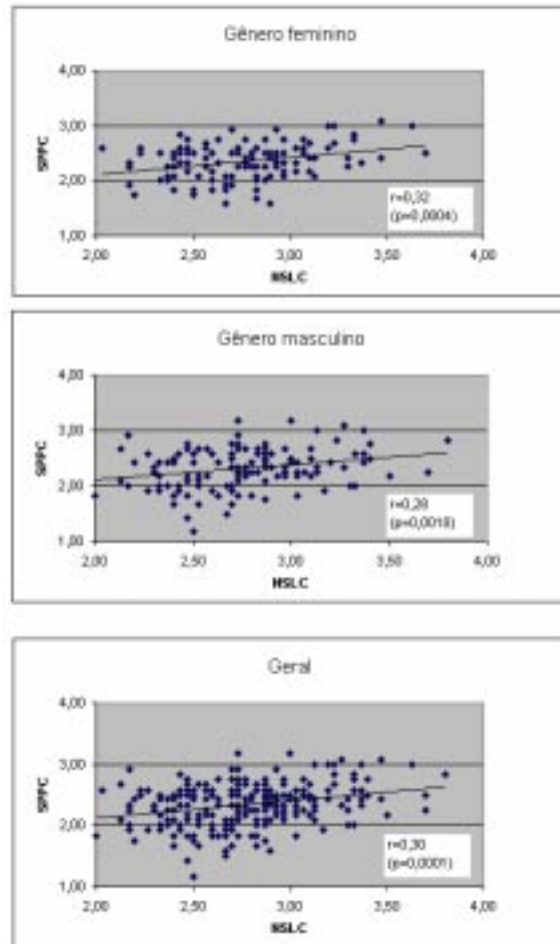 Gênero feminino
4,00
3,00
2,00
1,00
SPPC
2,00 2,50 3,00 3,50 4,00
NSLC
r=0,32
(p=0,0004)
Gênero masculino
4,00
3,00
2,00
1,00
SPPC
2,00 2,50 3,00 3,50 4,00
NSLC
r=0,28
(p=0,0018)
Geral
4,00
3,00
2,00
1,00
SPPC
2,00 2,50 3,00 3,50 4,00
NSLC
r=0,30
(p=0,0001)